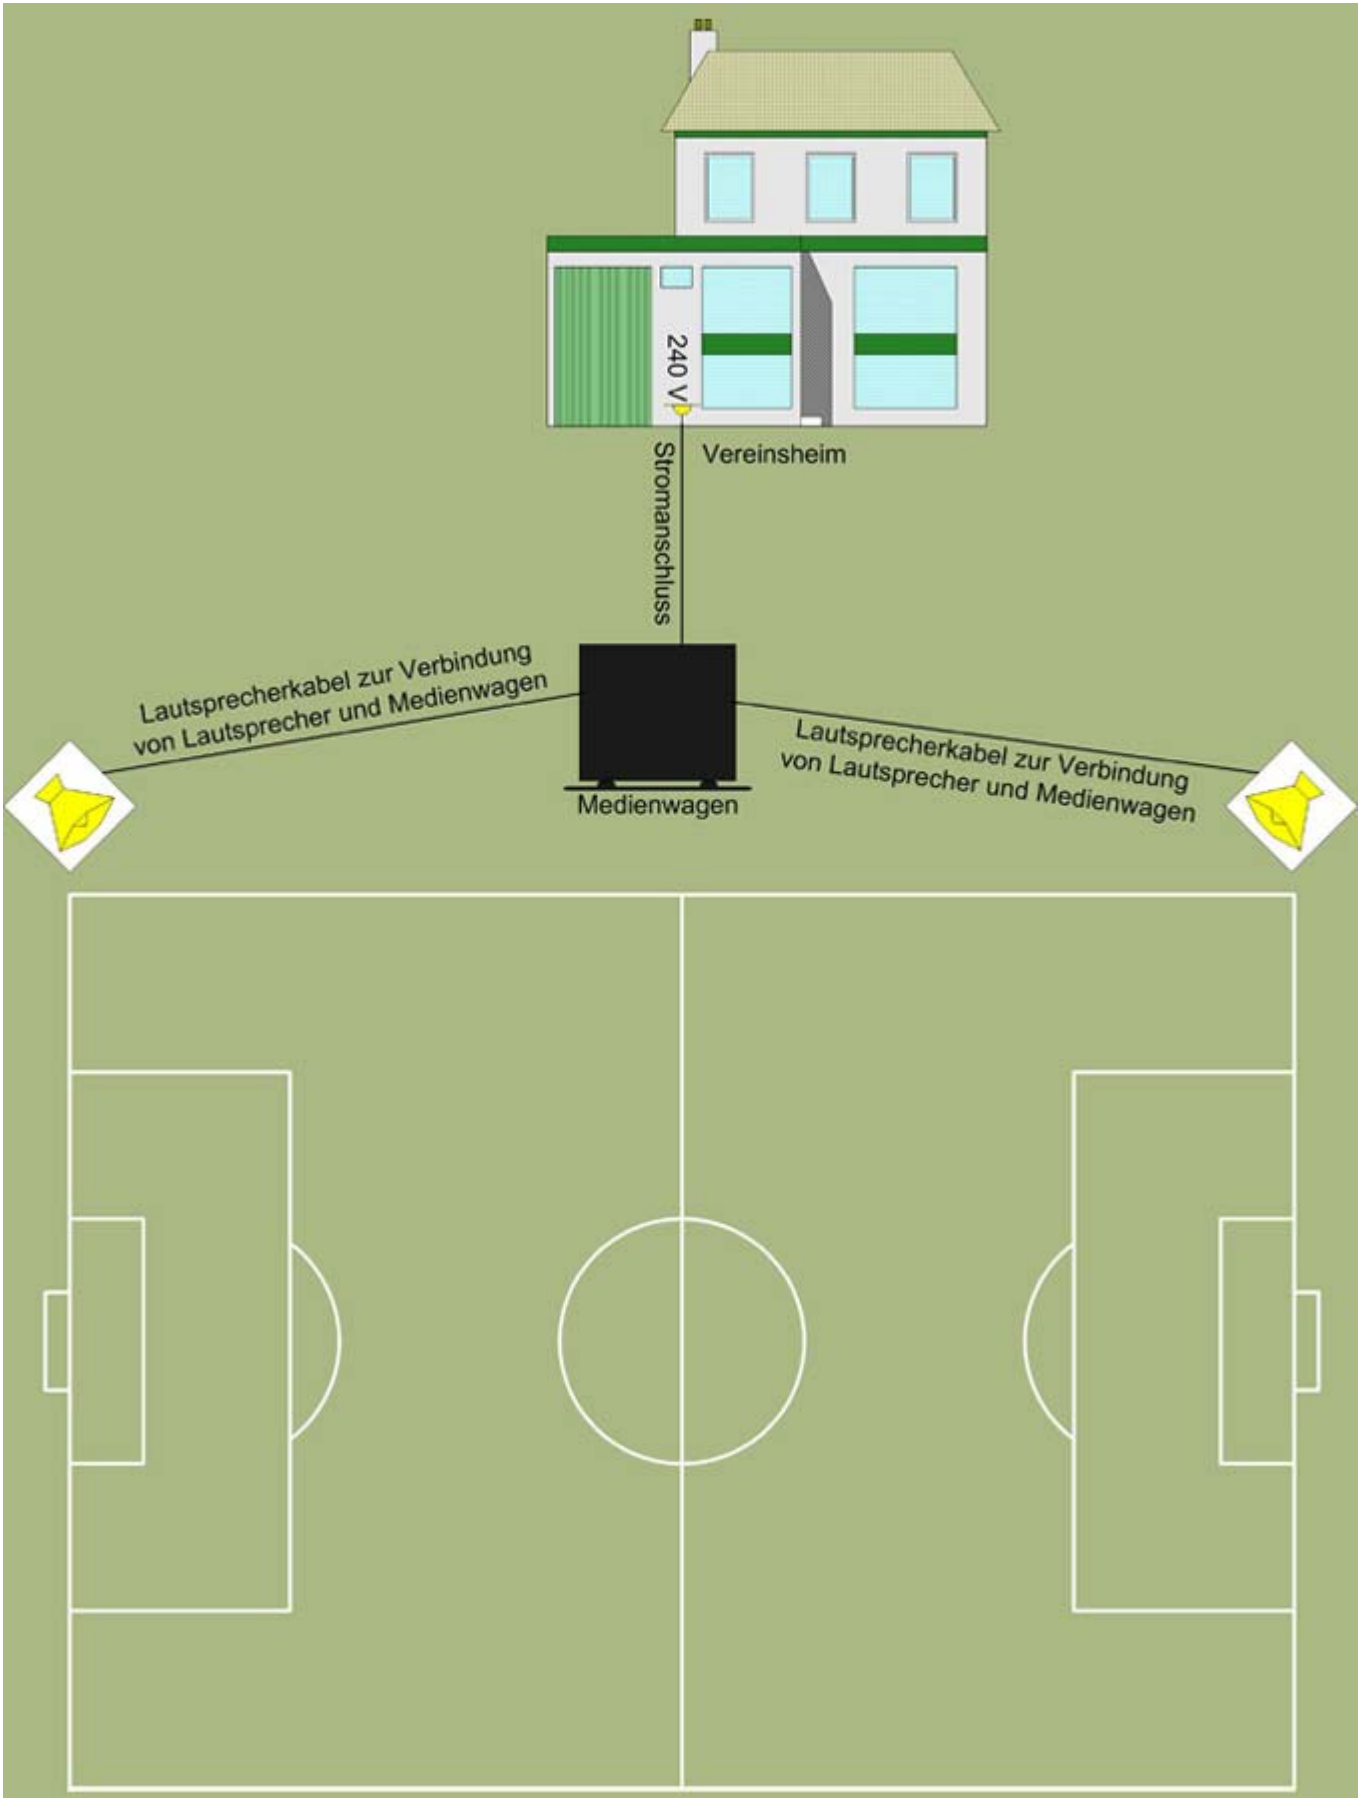 240 V
Stromanschluss
Vereinsheim
Lautsprecherkabel zur Verbindung
von Lautsprecher und Medienwagen
Lautsprecherkabel zur Verbindung
von Lautsprecher und Medienwagen
Medienwagen